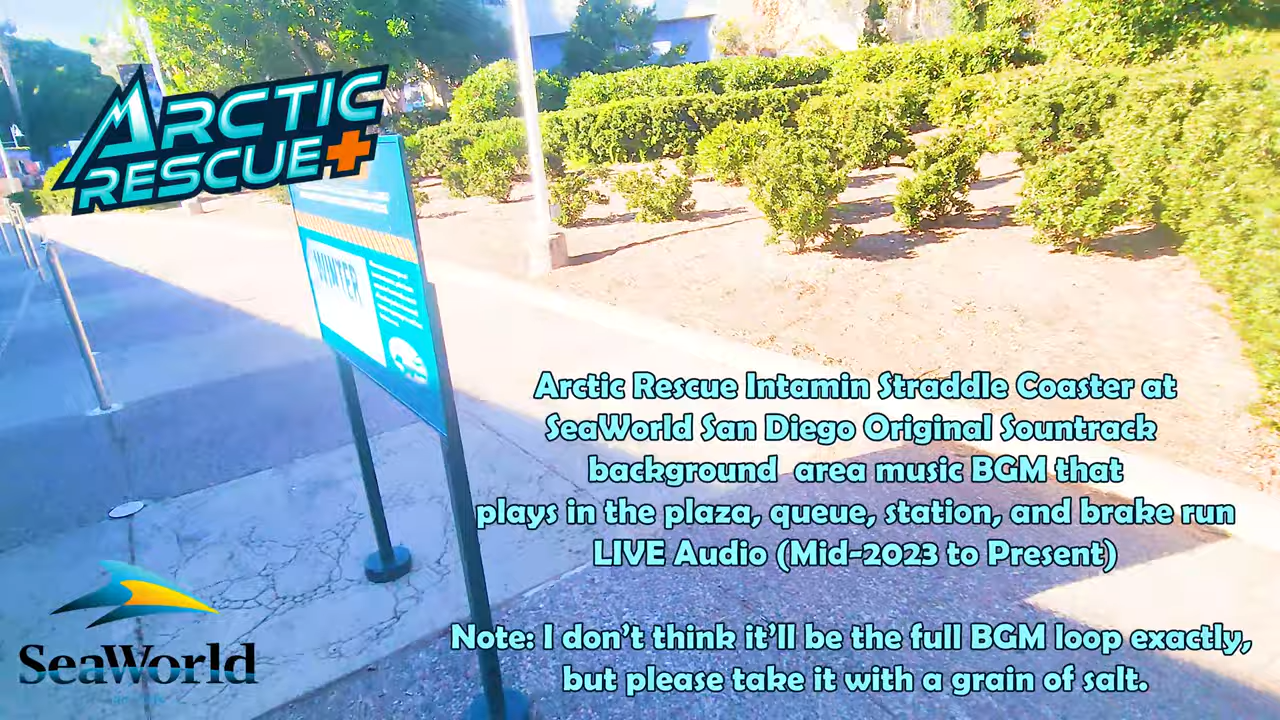 ARCTIC
RESCUE+
WINTER
Arctic Rescue Intamin Straddle Coaster at
SeaWorld San Diego Original Sountrack
background area music BGM that
plays in the plaza, queue, station, and brake run
LIVE Audio (Mid-2023 to Present)
Note: I don't think it'll be the full BGM loop exactly,
but please take it with a grain of salt.
SeaWorld